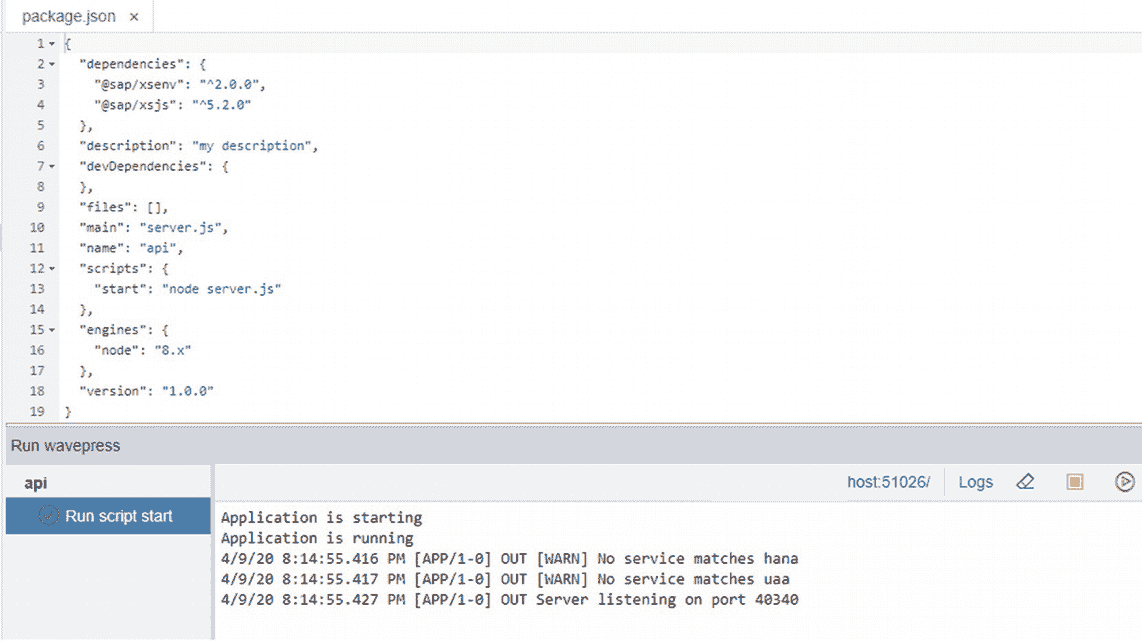 package.json ×
1 {
2 "dependencies": {
3 "@sap/xsenv": "^2.0.0",
4 "@sap/xsjs": "^5.2.0"
5 },
6 "description": "my description",
7 "devDependencies": {
8 },
9 "files": [],
10 "main": "server.js",
11 "name": "api",
12 "scripts": {
13 "start": "node server.js"
14 },
15 "engines": {
16 "node": "8.x"
17 },
18 "version": "1.0.0"
19 }
Run wavepress
api
host:51026/ Logs
Run script start
Application is starting
Application is running
4/9/20 8:14:55.416 PM [APP/1-0] OUT [WARN] No service matches hana
4/9/20 8:14:55.417 PM [APP/1-0] OUT [WARN] No service matches uaa
4/9/20 8:14:55.427 PM [APP/1-0] OUT Server listening on port 40340